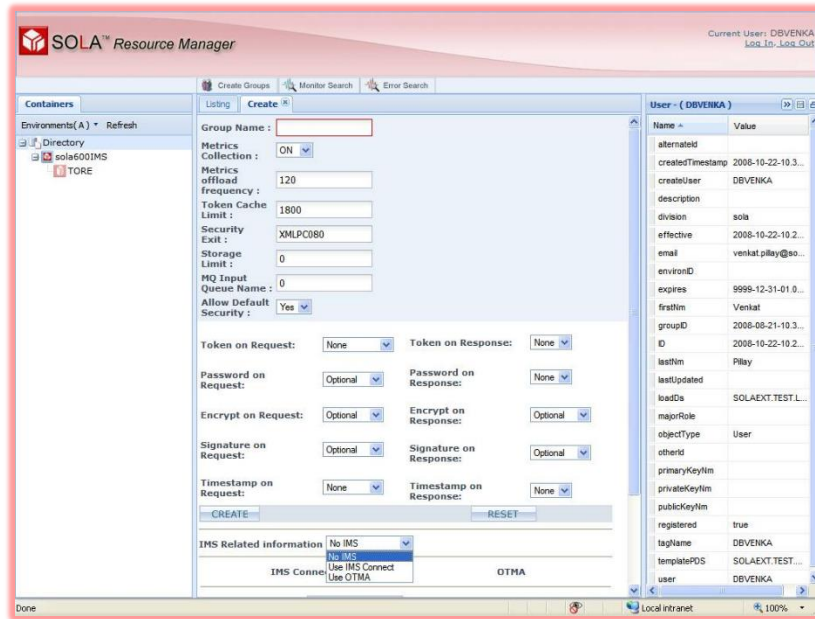 SOLA™ Resource Manager
Current User: DBVENKA
Log In, Log Out
Create Groups Monitor Search Error Search
Containers
Environments(A) Refresh
Directory
sola600IMS
TORE
Listing Create
Group Name :
Metrics Collection : ON
Metrics offload frequency : 120
Token Cache Limit : 1800
Security Exit : XMLPC080
Storage Limit : 0
MQ Input Queue Name : 0
Allow Default Security : Yes
Token on Request: None Token on Response: None
Password on Request: Optional Password on Response: None
Encrypt on Request: Optional Encrypt on Response: Optional
Signature on Request: Optional Signature on Response: Optional
Timestamp on Request: None Timestamp on Response: None
CREATE RESET
IMS Related information No IMS
No IMS
Use IMS Connect
Use OTMA
IMS Conne OTMA
User - ( DBVENKA )
Name Value
alternateId
createdTimestamp 2008-10-22-10.3...
createUser DBVENKA
description
division sola
effective 2008-10-22-10.2...
email venkat.pillay@so...
environID
expires 9999-12-31-01.0...
firstNm Venkat
groupID 2008-08-21-10.3...
ID 2008-10-22-10.2...
lastNm Pillay
lastUpdated
loadDs SOLAEXT.TEST.L...
majorRole
objectType User
otherId
primaryKeyNm
privateKeyNm
publicKeyNm
registered true
tagName DBVENKA
templatePDS SOLAEXT.TEST....
user DBVENKA
Done Local intranet 100%